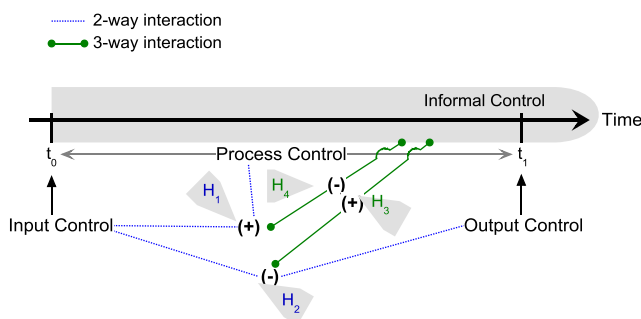 2-way interaction
3-way interaction
Informal Control
Time
t0 Process Control t1
H1 H4 (-)
(+) H3
Input Control (+) Output Control
(-)
H2